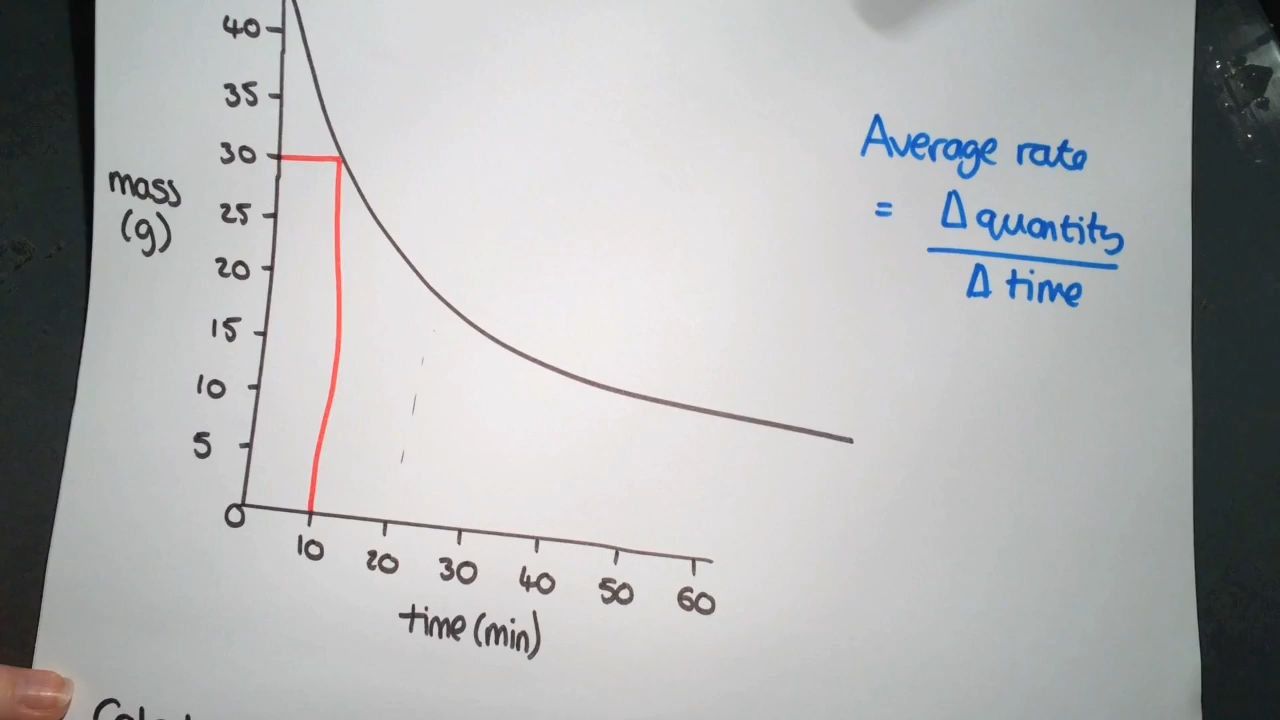 40
35
30
mass
(g)
25
20
15
10
5
0
10 20 30 40 50 60
time (min)
Average rate
= Δ quantity
Δ time